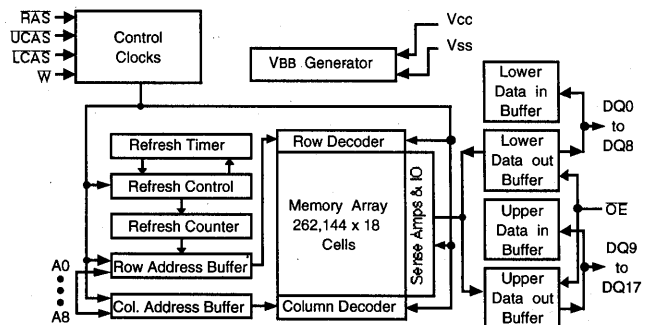 RAS
UCAS
LCAS
W
Control
Clocks
Vcc
Vss
VBB Generator
Lower
Data in
Buffer
DQ0
to
DQ8
Lower
Data out
Buffer
OE
Upper
Data in
Buffer
DQ9
to
DQ17
Upper
Data out
Buffer
Refresh Timer
Refresh Control
Refresh Counter
Row Address Buffer
Col. Address Buffer
A0
A8
Row Decoder
Memory Array
262,144 x 18
Cells
Sense Amps & IO
Column Decoder